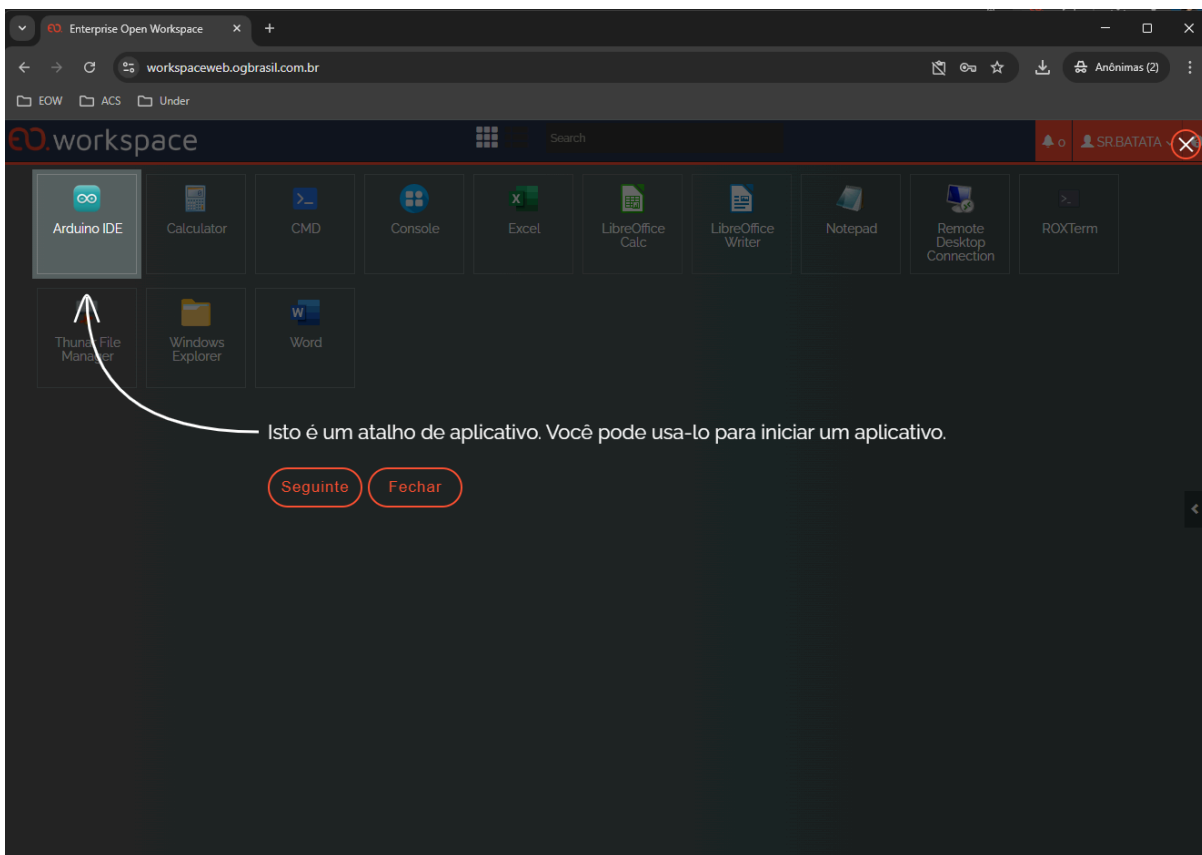 Enterprise Open Workspace
workspaceweb.ogbrasil.com.br
Anônimas (2)
EOW ACS Under
workspace
Search
0 SR.BATATA
Arduino IDE
Calculator
CMD
Console
Excel
LibreOffice
Calc
LibreOffice
Writer
Notepad
Remote
Desktop
Connection
ROXTerm
Thunar File
Manager
Windows
Explorer
Word
Isto é um atalho de aplicativo. Você pode usa-lo para iniciar um aplicativo.
Seguinte Fechar